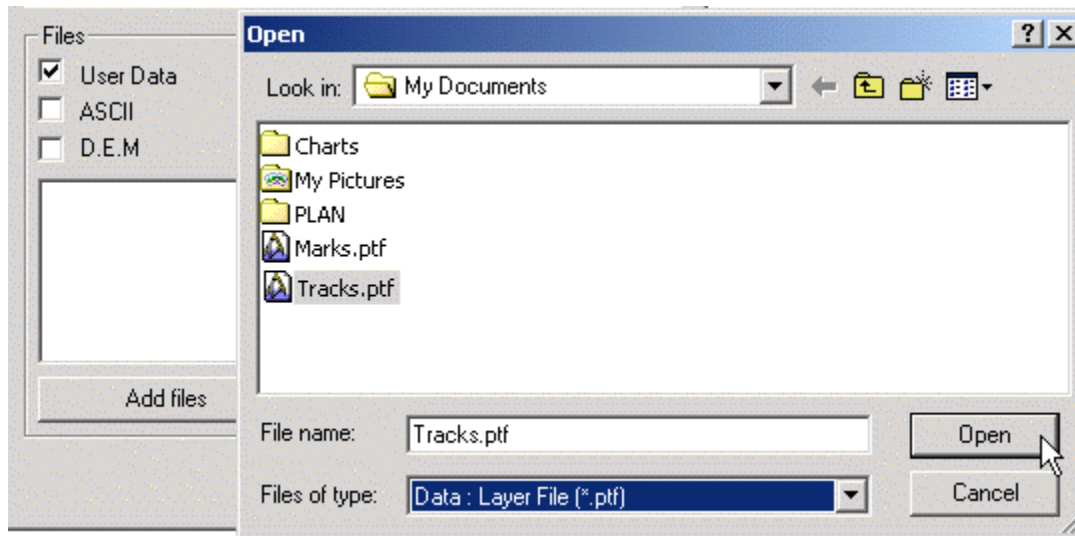 Files
User Data
ASCII
D.E.M
Add files
Open
Look in: My Documents
Charts
My Pictures
PLAN
Marks.ptf
Tracks.ptf
File name: Tracks.ptf
Open
Files of type: Data : Layer File (*.ptf)
Cancel